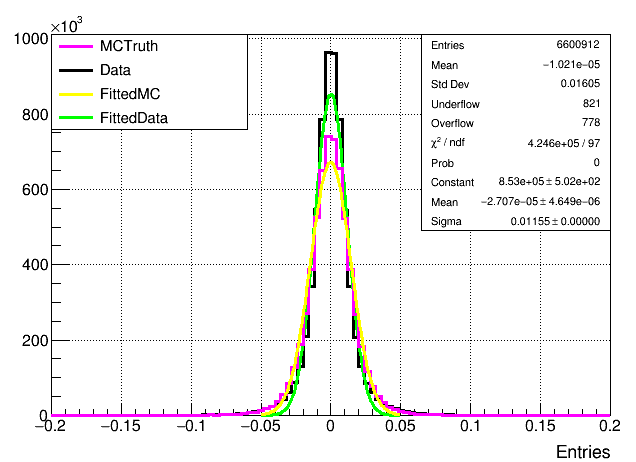 ×10³
1000
800
600
400
200
0
MCTruth
Data
FittedMC
FittedData
Entries 6600912
Mean −1.021e−05
Std Dev 0.01605
Underflow 821
Overflow 778
χ² / ndf 4.246e+05 / 97
Prob 0
Constant 8.53e+05 ± 5.02e+02
Mean −2.707e−05 ± 4.649e−06
Sigma 0.01155 ± 0.00000
−0.2 −0.15 −0.1 −0.05 0 0.05 0.1 0.15 0.2
Entries